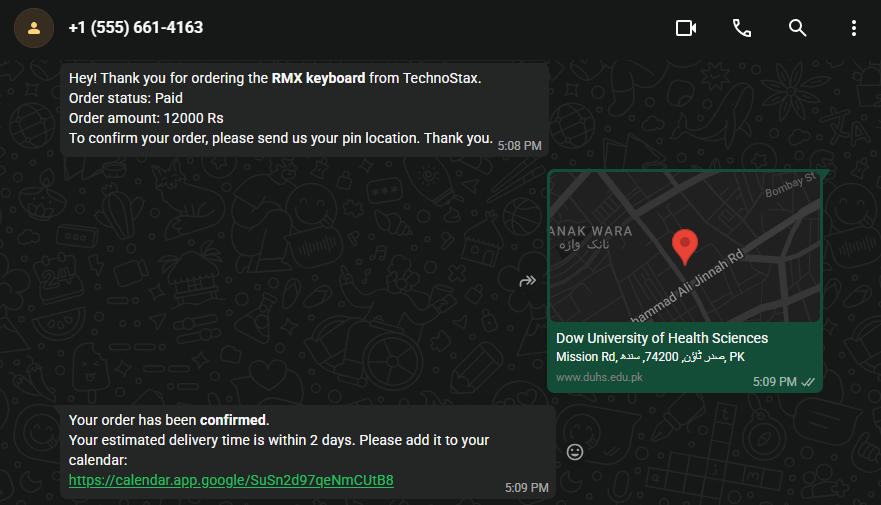 +1 (555) 661-4163
Hey! Thank you for ordering the RMX keyboard from TechnoStax.
Order status: Paid
Order amount: 12000 Rs
To confirm your order, please send us your pin location. Thank you.
5:08 PM
Bombay St
ANAK WARA
نانک واڑہ
hammad Ali Jinnah Rd
Dow University of Health Sciences
Mission Rd, صدر ٹاؤن, 74200, سندھ, PK
www.duhs.edu.pk
5:09 PM
Your order has been confirmed.
Your estimated delivery time is within 2 days. Please add it to your
calendar:
https://calendar.app.google/SuSn2d97qeNmCUtB8
5:09 PM